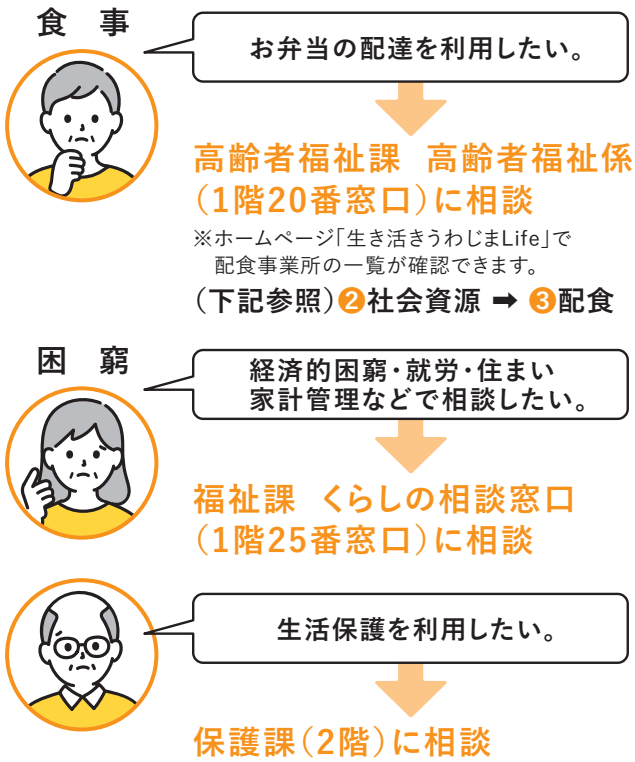 食　事
お弁当の配達を利用したい。
高齢者福祉課　高齢者福祉係
（1階20番窓口）に相談
※ホームページ「生き活きうわじまLife」で
配食事業所の一覧が確認できます。
（下記参照）❷社会資源 ➡ ❸配食
困　窮
経済的困窮・就労・住まい
家計管理などで相談したい。
福祉課　くらしの相談窓口
（1階25番窓口）に相談
生活保護を利用したい。
保護課（2階）に相談